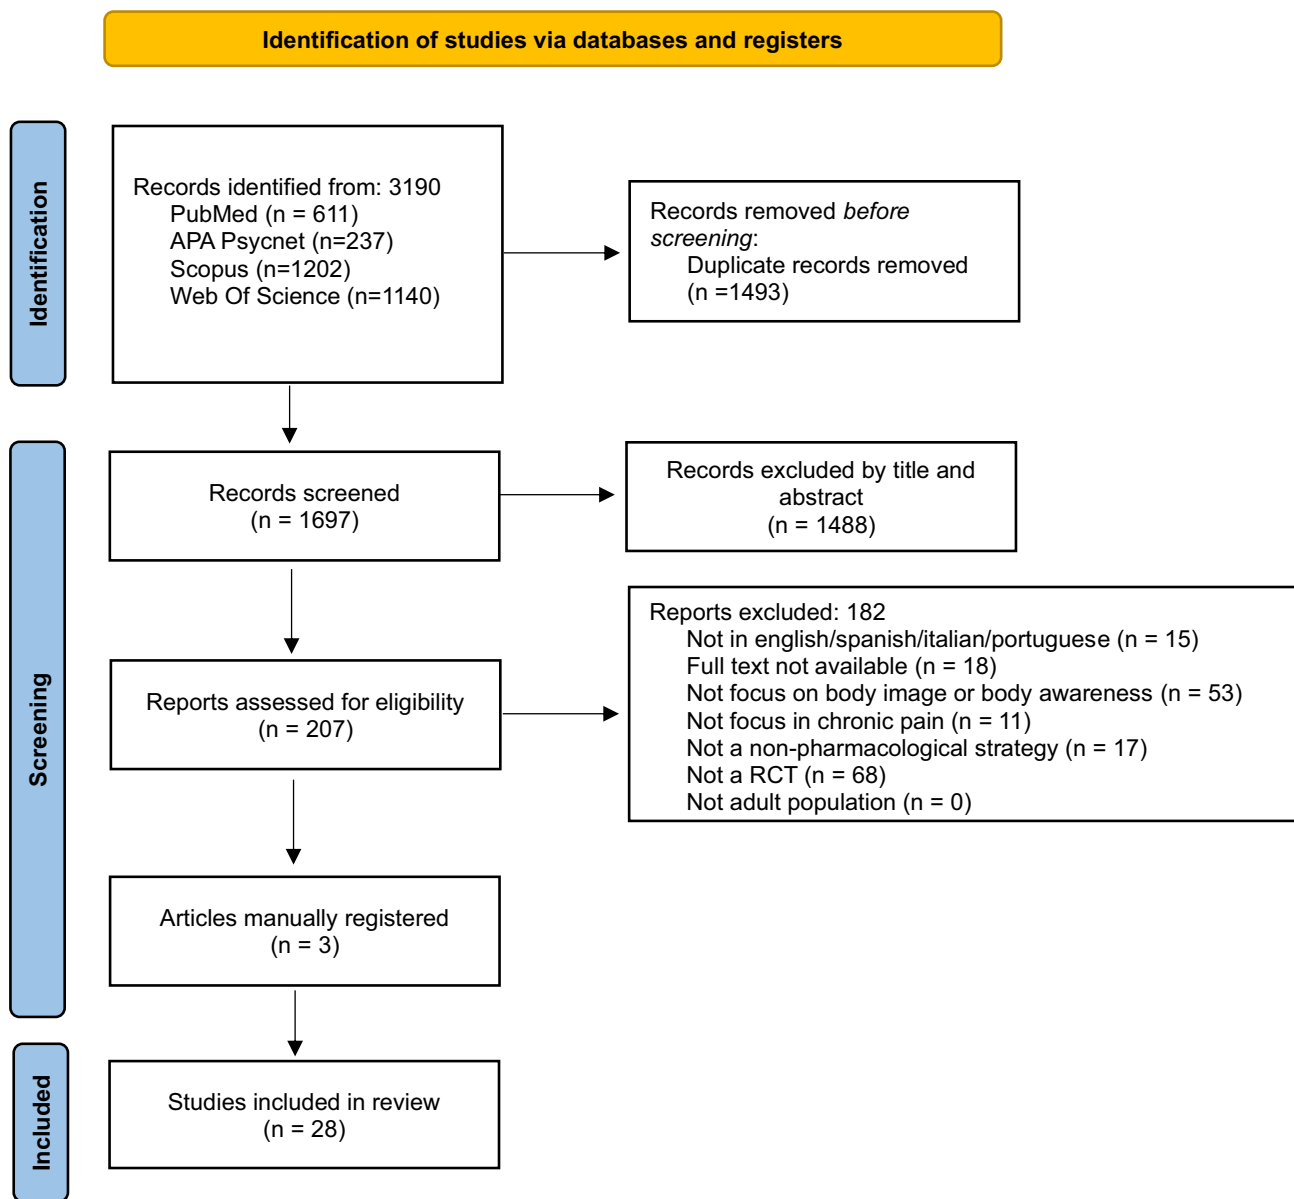 Identification of studies via databases and registers
Identification
Records identified from: 3190
PubMed (n = 611)
APA Psycnet (n=237)
Scopus (n=1202)
Web Of Science (n=1140)
Records removed before
screening:
Duplicate records removed
(n =1493)
Screening
Records screened
(n = 1697)
Records excluded by title and
abstract
(n = 1488)
Reports assessed for eligibility
(n = 207)
Reports excluded: 182
Not in english/spanish/italian/portuguese (n = 15)
Full text not available (n = 18)
Not focus on body image or body awareness (n = 53)
Not focus in chronic pain (n = 11)
Not a non-pharmacological strategy (n = 17)
Not a RCT (n = 68)
Not adult population (n = 0)
Articles manually registered
(n = 3)
Included
Studies included in review
(n = 28)